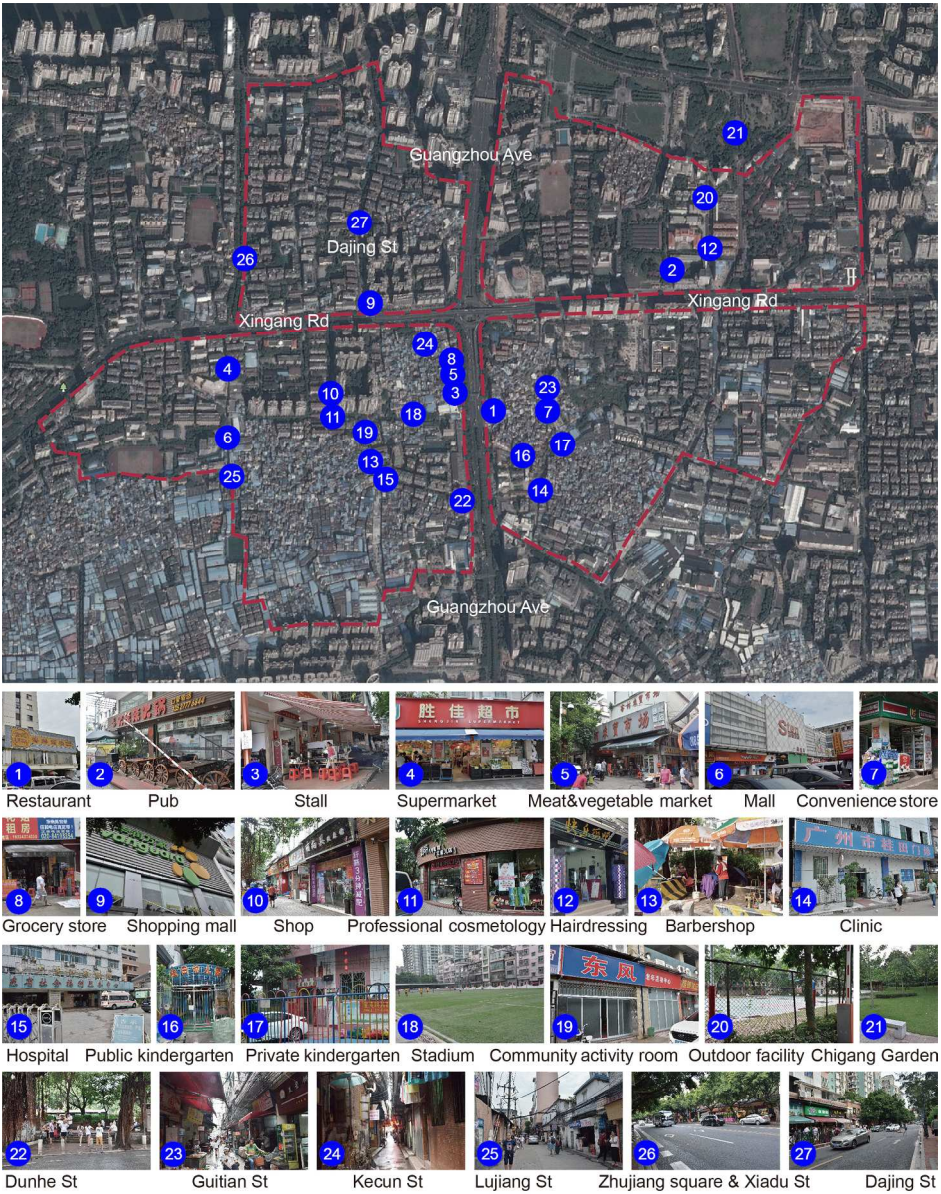 Guangzhou Ave
21
20
27
Dajing St
12
26
2
9
Xingang Rd
Xingang Rd
24
8
4
5
23
10
3
1
7
11
18
19
6
17
16
13
25
15
14
22
Guangzhou Ave
胜佳超市
1
2
3
4
5
6
7
Restaurant
Pub
Stall
Supermarket
Meat&vegetable market
Mall
Convenience store
租房
广州市
8
9
10
11
12
13
14
Grocery store
Shopping mall
Shop
Professional cosmetology
Hairdressing
Barbershop
Clinic
东风
15
16
17
18
19
20
21
Hospital
Public kindergarten
Private kindergarten
Stadium
Community activity room
Outdoor facility
Chigang Garden
22
23
24
25
26
27
Dunhe St
Guitian St
Kecun St
Lujiang St
Zhujiang square & Xiadu St
Dajing St